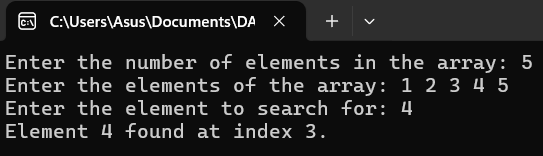 C:\Users\Asus\Documents\DA
Enter the number of elements in the array: 5
Enter the elements of the array: 1 2 3 4 5
Enter the element to search for: 4
Element 4 found at index 3.